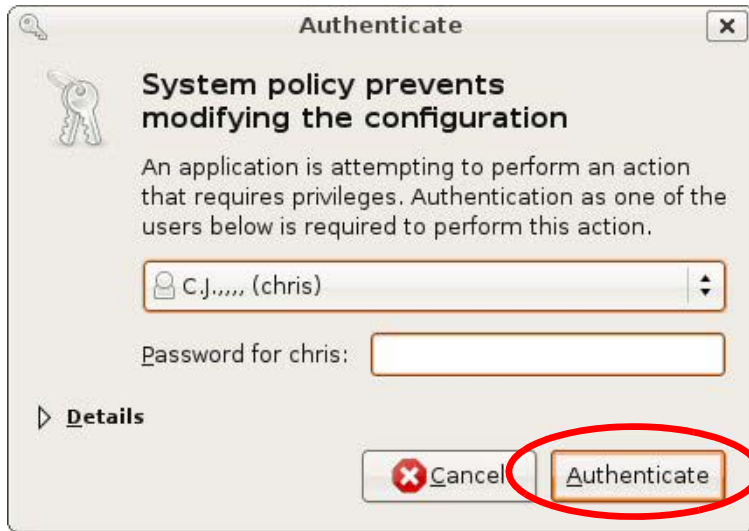 Authenticate
System policy prevents
modifying the configuration
An application is attempting to perform an action
that requires privileges. Authentication as one of the
users below is required to perform this action.
C.J.,,,,, (chris)
Password for chris:
Details
Cancel Authenticate